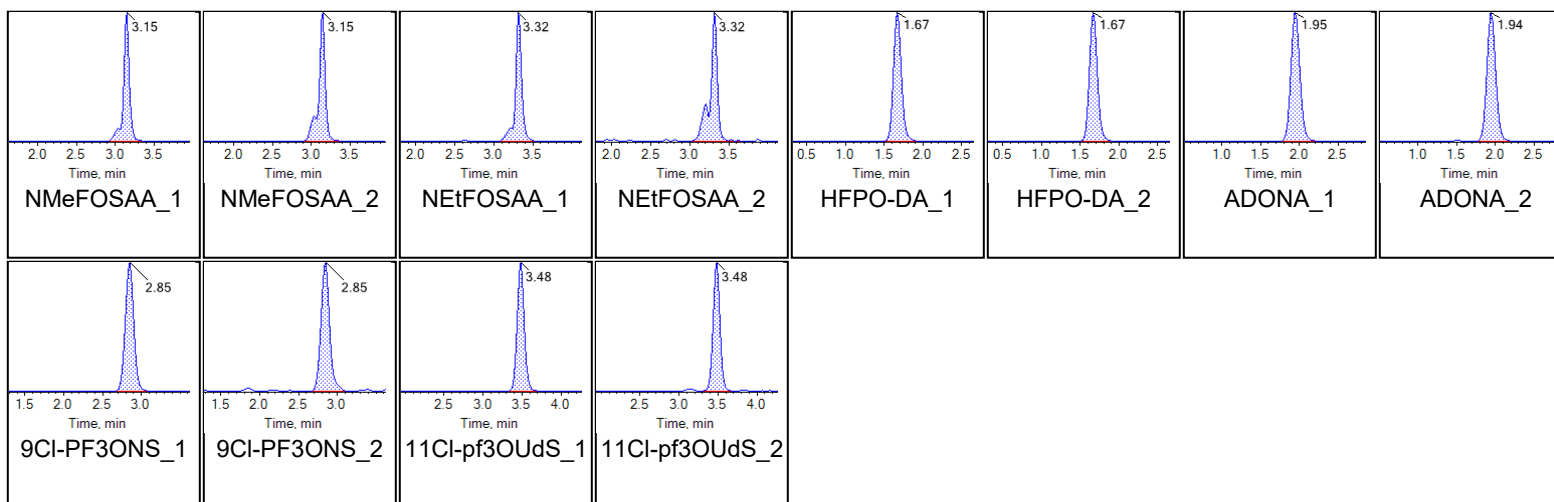 3.15
2.0 2.5 3.0 3.5
Time, min
NMeFOSAA_1
3.15
2.0 2.5 3.0 3.5
Time, min
NMeFOSAA_2
3.32
2.0 2.5 3.0 3.5
Time, min
NEtFOSAA_1
3.32
2.0 2.5 3.0 3.5
Time, min
NEtFOSAA_2
1.67
0.5 1.0 1.5 2.0 2.5
Time, min
HFPO-DA_1
1.67
0.5 1.0 1.5 2.0 2.5
Time, min
HFPO-DA_2
1.95
1.0 1.5 2.0 2.5
Time, min
ADONA_1
1.94
1.0 1.5 2.0 2.5
Time, min
ADONA_2
2.85
1.5 2.0 2.5 3.0
Time, min
9Cl-PF3ONS_1
2.85
1.5 2.0 2.5 3.0
Time, min
9Cl-PF3ONS_2
3.48
2.5 3.0 3.5 4.0
Time, min
11Cl-pf3OUdS_1
3.48
2.5 3.0 3.5 4.0
Time, min
11Cl-pf3OUdS_2